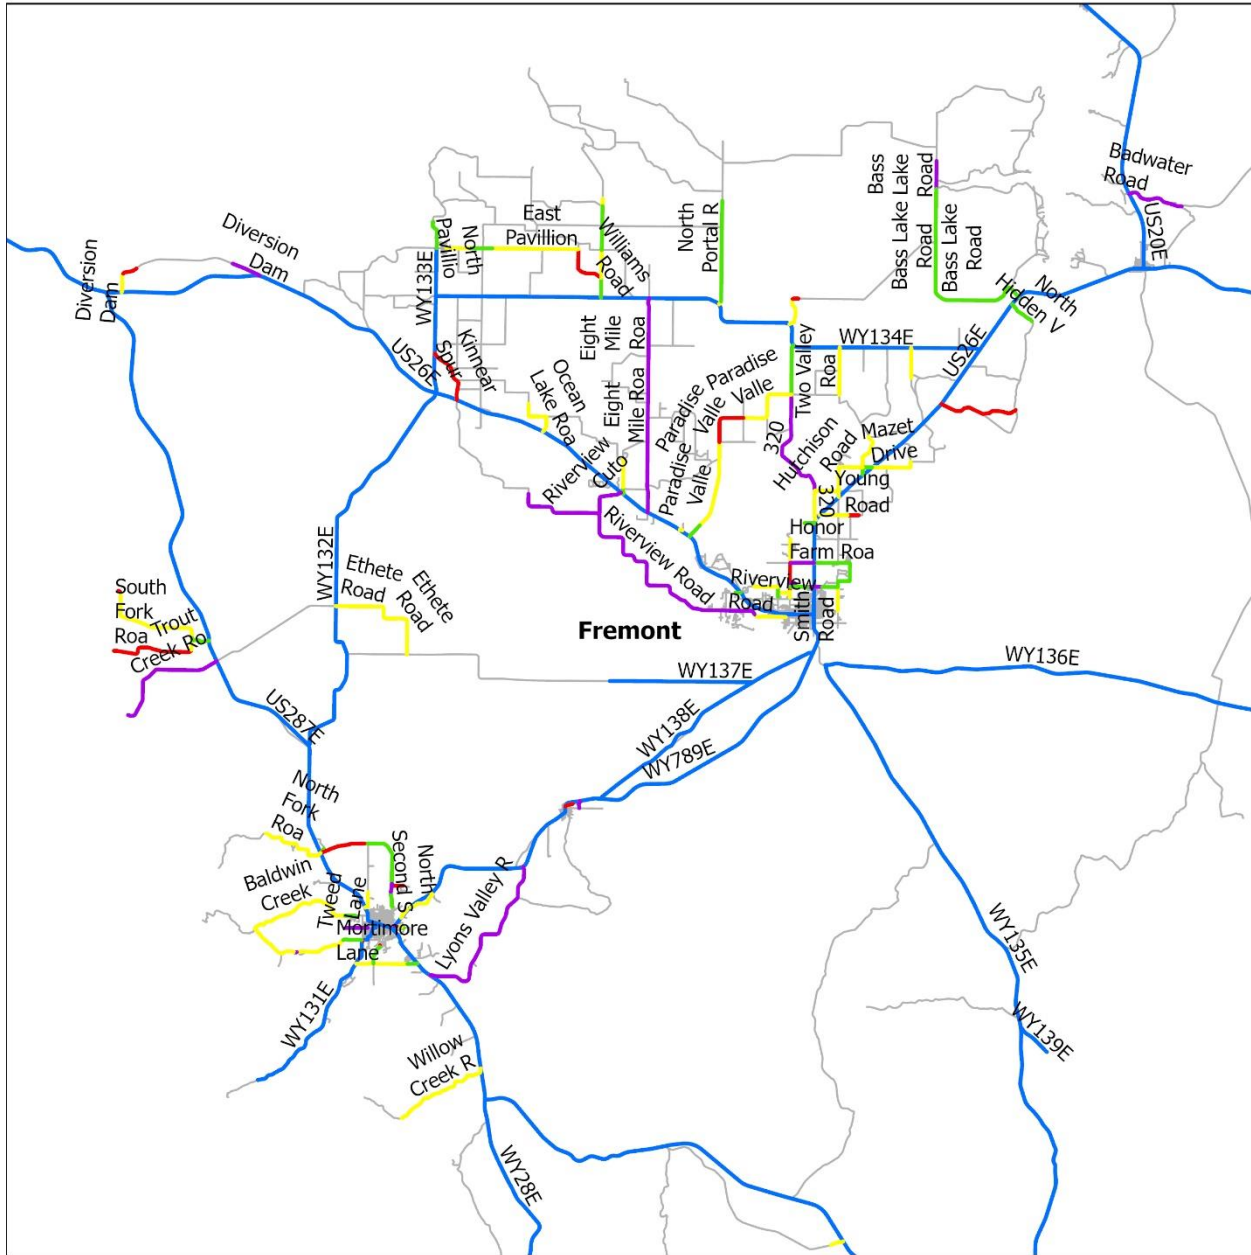 Badwater
Road
US20E
Bass
Bass Lake Lake
Road Road
Bass Lake
Road
North
Hidden V
North
Portal R
Williams
Road
East
Pavillion
North
Pavillio
WY133E
Diversion
Dam
Diversion
Dam
US26E
Kinnear
Spur
Ocean
Lake Roa
Eight
Mile
Roa
Eight
Mile Roa
Paradise
Valle
Paradise
Valle
Paradise
Valle
Two Valley
Roa
WY134E
US26E
320
Hutchison
Road
Mazet
Drive
Young
Road
320
Honor
Farm Roa
Riverview
Cuto
Riverview Road
Riverview
Road
Smith
Road
Fremont
WY132E
Ethete
Road
Ethete
Road
South
Fork
Roa
Trout
Creek Ro
US287E
WY137E
WY136E
WY138E
WY789E
North
Fork
Roa
Baldwin
Creek
Tweed
Lane
Second S
North
Mortimore
Lane
Lyons Valley R
WY131E
WY135E
WY139E
Willow
Creek R
WY28E